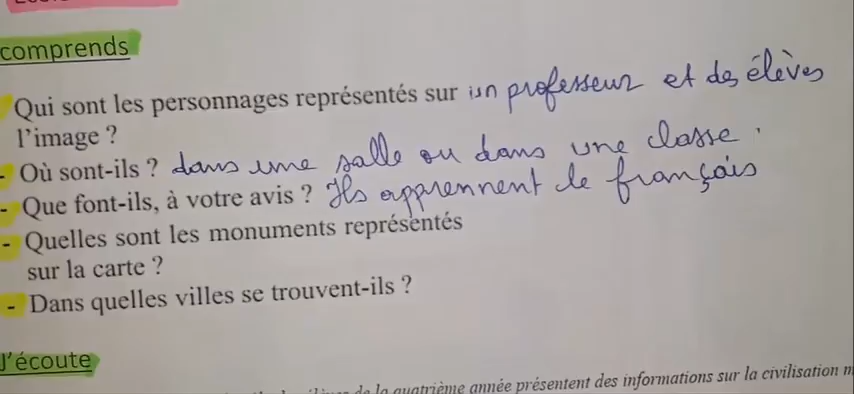 comprends
Qui sont les personnages représentés sur un professeur et des élèves
l'image ?
- Où sont-ils ? dans une salle ou dans une classe.
- Que font-ils, à votre avis ? Ils apprennent le français
- Quelles sont les monuments représentés
sur la carte ?
- Dans quelles villes se trouvent-ils ?
J'écoute
de la quatrième année présentent des informations sur la civilisation